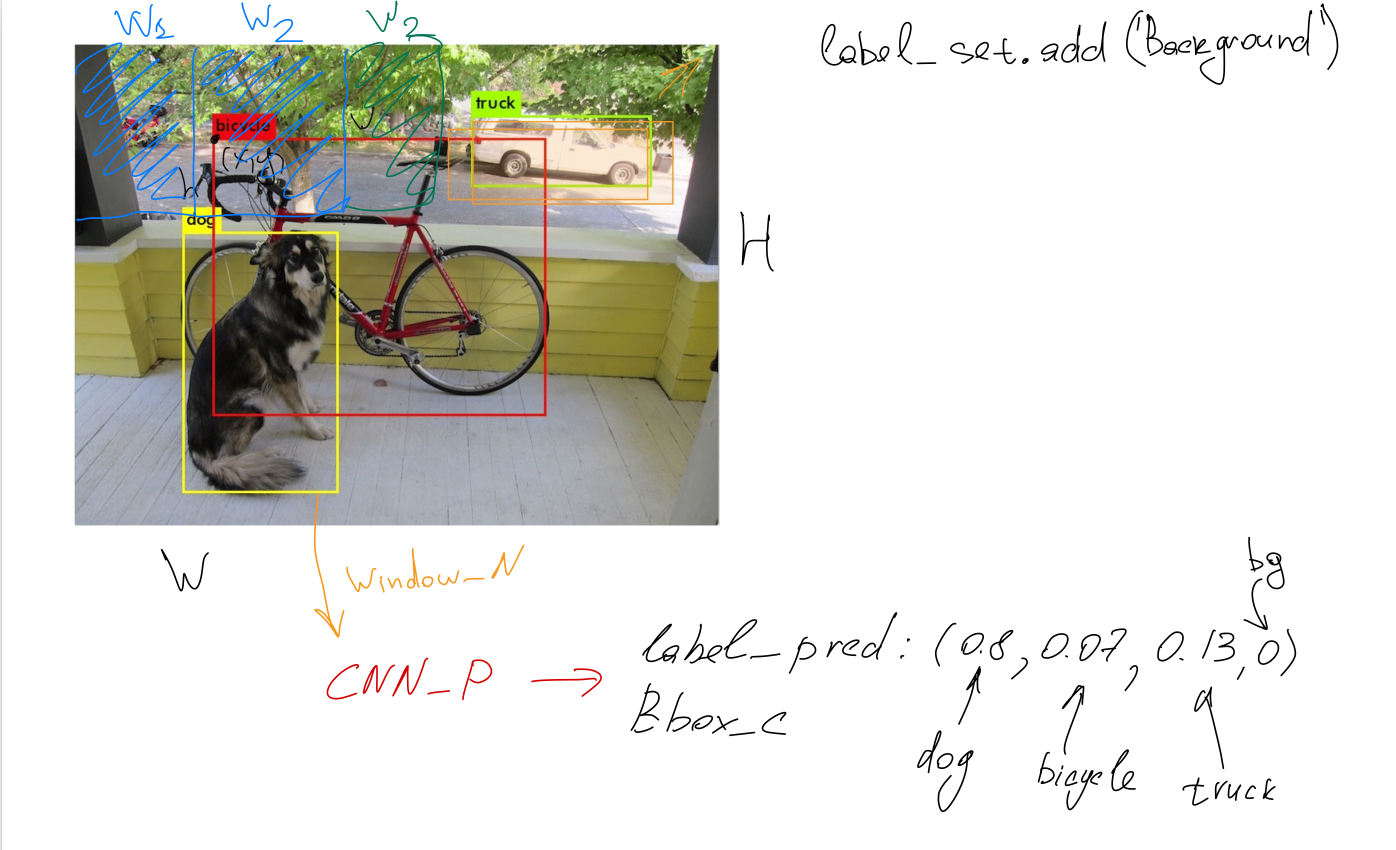 W1 W2 W2
label_set.add('Background')
truck
bicycle
w
(x,y)
h
dog
H
W
Window_N
bg
CNN_P → label_pred: (0.8, 0.07, 0.13, 0)
Bbox_c
dog bicycle truck